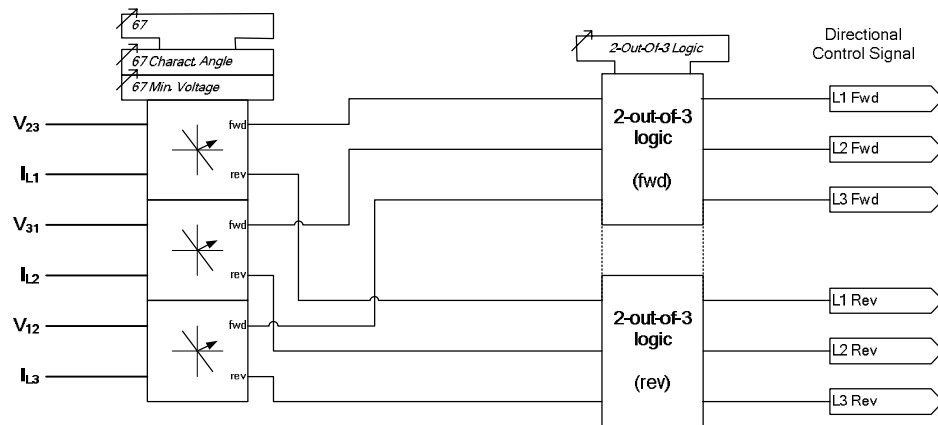 67
67 Charact. Angle
67 Min. Voltage
2-Out-Of-3 Logic
Directional
Control Signal
V23
IL1
V31
IL2
V12
IL3
fwd
rev
fwd
rev
fwd
rev
2-out-of-3
logic
(fwd)
2-out-of-3
logic
(rev)
L1 Fwd
L2 Fwd
L3 Fwd
L1 Rev
L2 Rev
L3 Rev